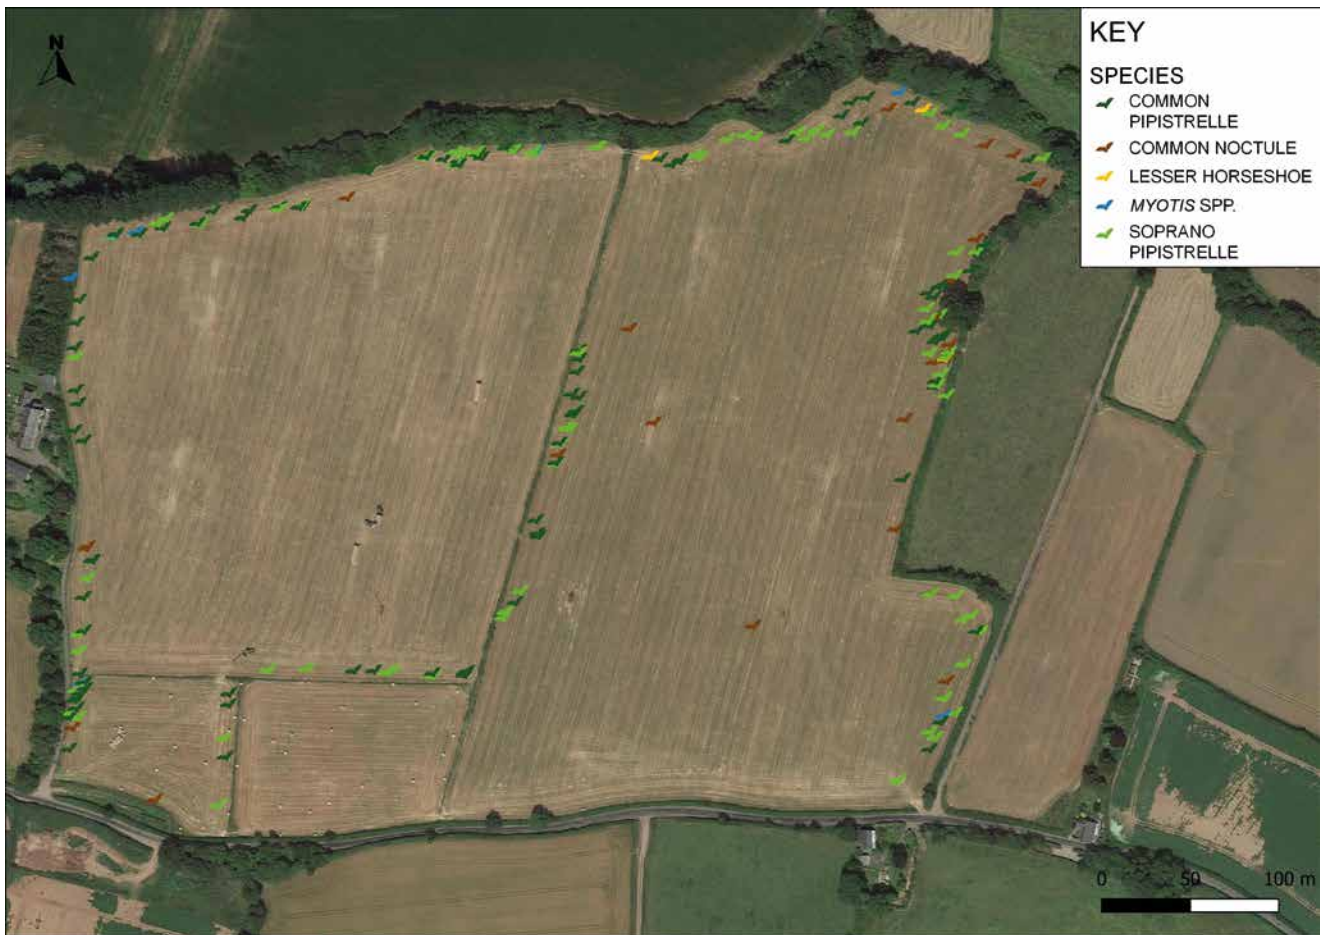 N
KEY
SPECIES
COMMON
PIPISTRELLE
COMMON NOCTULE
LESSER HORSESHOE
MYOTIS SPP.
SOPRANO
PIPISTRELLE
0 50 100 m